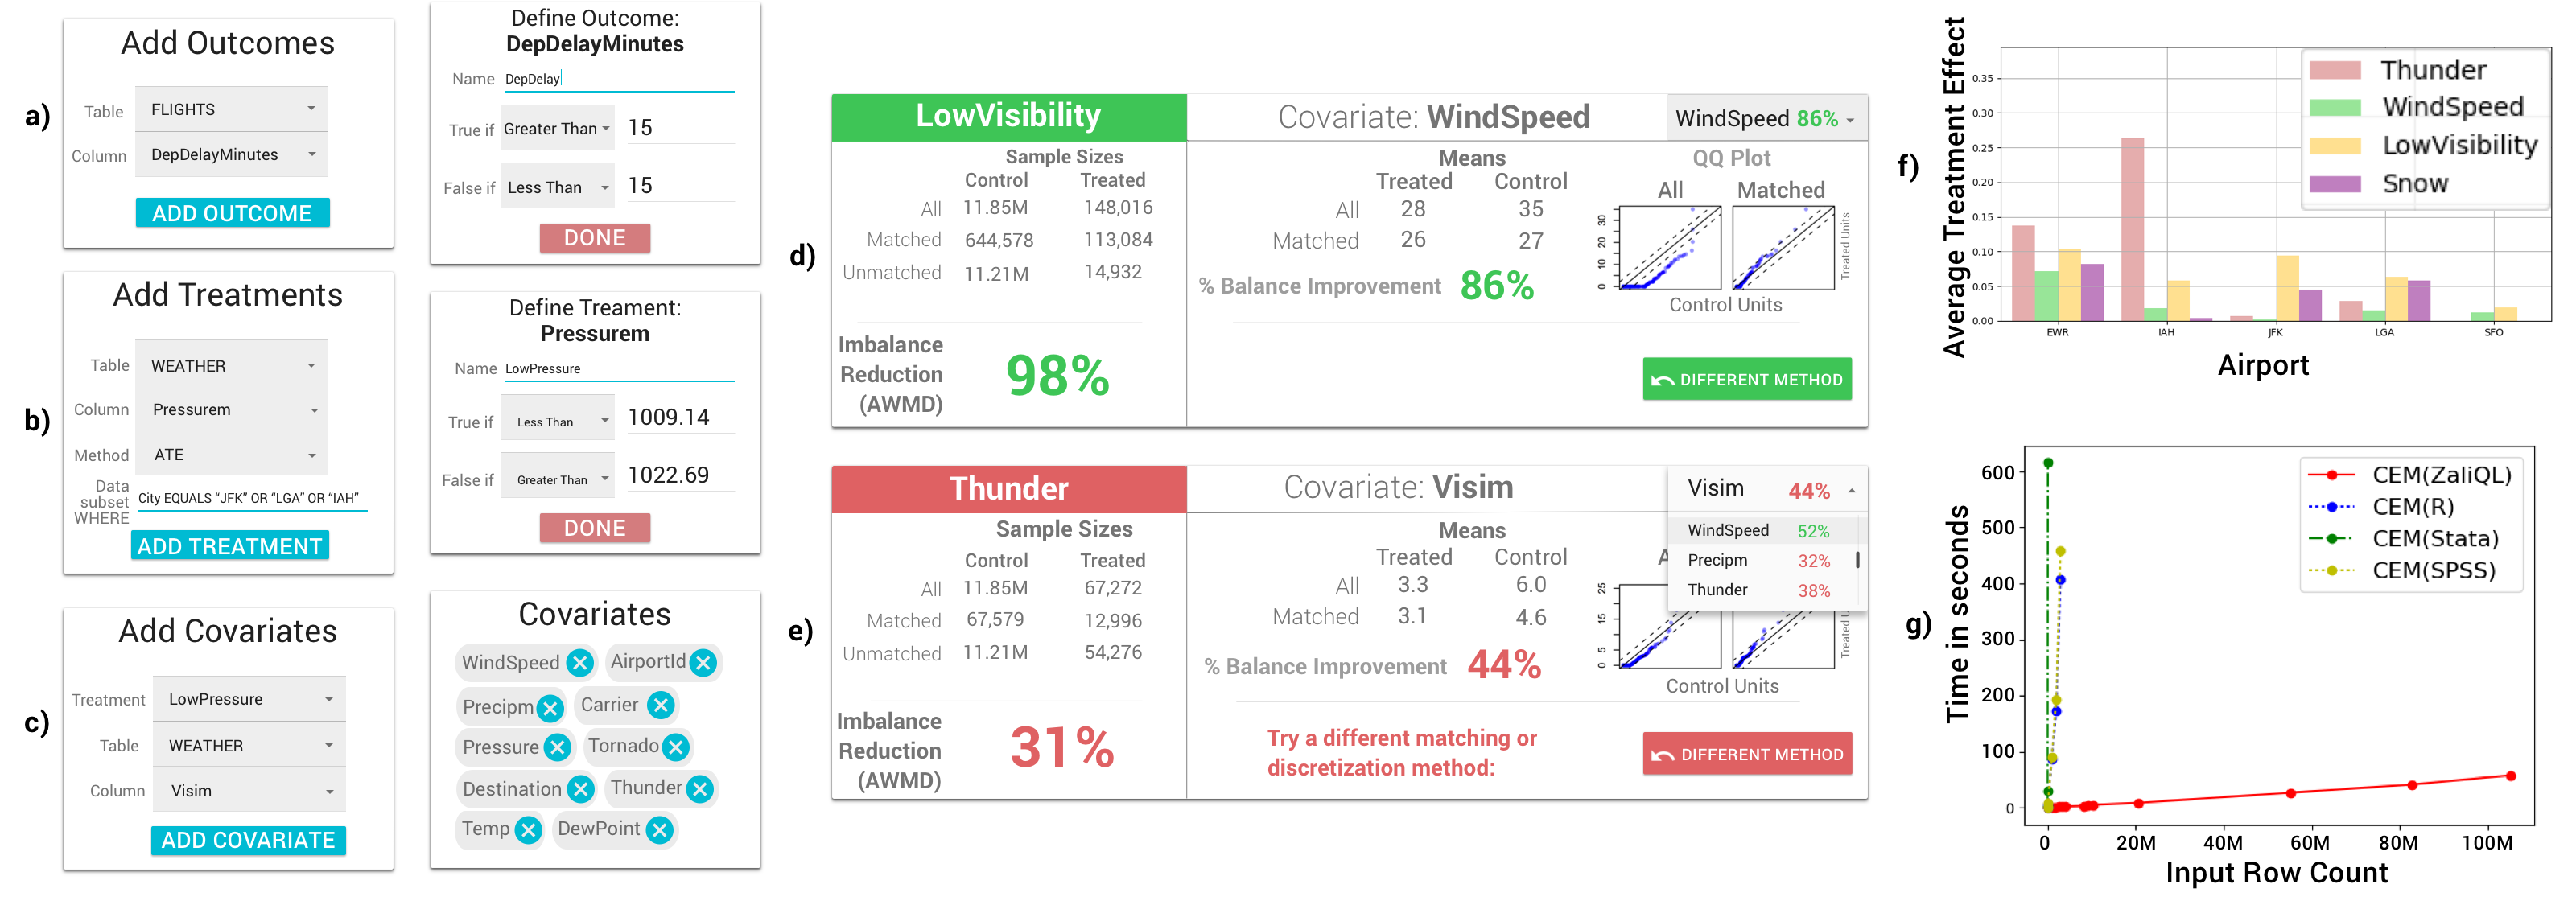 a)
Add Outcomes
Table FLIGHTS
Column DepDelayMinutes
ADD OUTCOME
Define Outcome:
DepDelayMinutes
Name DepDelay
True if Greater Than 15
False if Less Than 15
DONE
b)
Add Treatments
Table WEATHER
Column Pressurem
Method ATE
Data
subset
WHERE
City EQUALS “JFK” OR “LGA” OR “IAH”
ADD TREATMENT
Define Treament:
Pressurem
Name LowPressure
True if Less Than 1009.14
False if Greater Than 1022.69
DONE
c)
Add Covariates
Treatment LowPressure
Table WEATHER
Column Visim
ADD COVARIATE
Covariates
WindSpeed AirportId
Precipm Carrier
Pressure Tornado
Destination Thunder
Temp DewPoint
d)
LowVisibility
Sample Sizes
Control Treated
All 11.85M 148,016
Matched 644,578 113,084
Unmatched 11.21M 14,932
Imbalance
Reduction
(AWMD)
98%
Covariate: WindSpeed
WindSpeed 86%
Means
Treated Control
All 28 35
Matched 26 27
% Balance Improvement 86%
QQ Plot
All Matched
30
20
10
0
Treated Units
Control Units
DIFFERENT METHOD
e)
Thunder
Sample Sizes
Control Treated
All 11.85M 67,272
Matched 67,579 12,996
Unmatched 11.21M 54,276
Imbalance
Reduction
(AWMD)
31%
Covariate: Visim
Visim 44%
WindSpeed 52%
Precipm 32%
Thunder 38%
Means
Treated Control
All 3.3 6.0
Matched 3.1 4.6
% Balance Improvement 44%
A
25
15
5
0
Treated U
Control Units
Try a different matching or
discretization method:
DIFFERENT METHOD
f)
Average Treatment Effect
0.35
0.30
0.25
0.20
0.15
0.10
0.05
0.00
Thunder
WindSpeed
LowVisibility
Snow
EWR IAH JFK LGA SFO
Airport
g)
Time in seconds
600
500
400
300
200
100
0
CEM(ZaliQL)
CEM(R)
CEM(Stata)
CEM(SPSS)
0 20M 40M 60M 80M 100M
Input Row Count